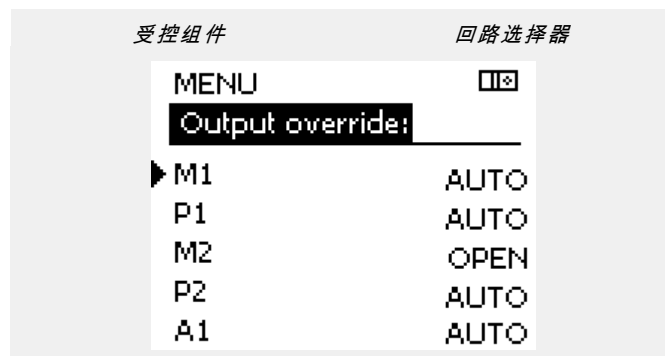 受控组件 回路选择器
MENU
Output override:
M1 AUTO
P1 AUTO
M2 OPEN
P2 AUTO
A1 AUTO